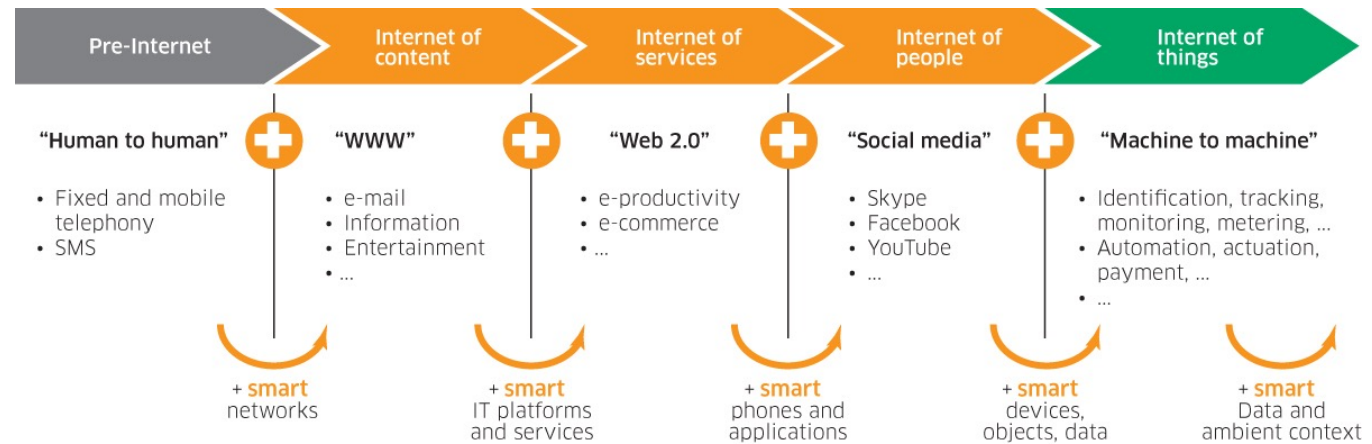 Pre-Internet
Internet of
content
Internet of
services
Internet of
people
Internet of
things
“Human to human”
• Fixed and mobile
telephony
• SMS
“WWW”
• e-mail
• Information
• Entertainment
• ...
“Web 2.0”
• e-productivity
• e-commerce
• ...
“Social media”
• Skype
• Facebook
• YouTube
• ...
“Machine to machine”
• Identification, tracking,
monitoring, metering, ...
• Automation, actuation,
payment, ...
• ...
+ smart
networks
+ smart
IT platforms
and services
+ smart
phones and
applications
+ smart
devices,
objects, data
+ smart
Data and
ambient context